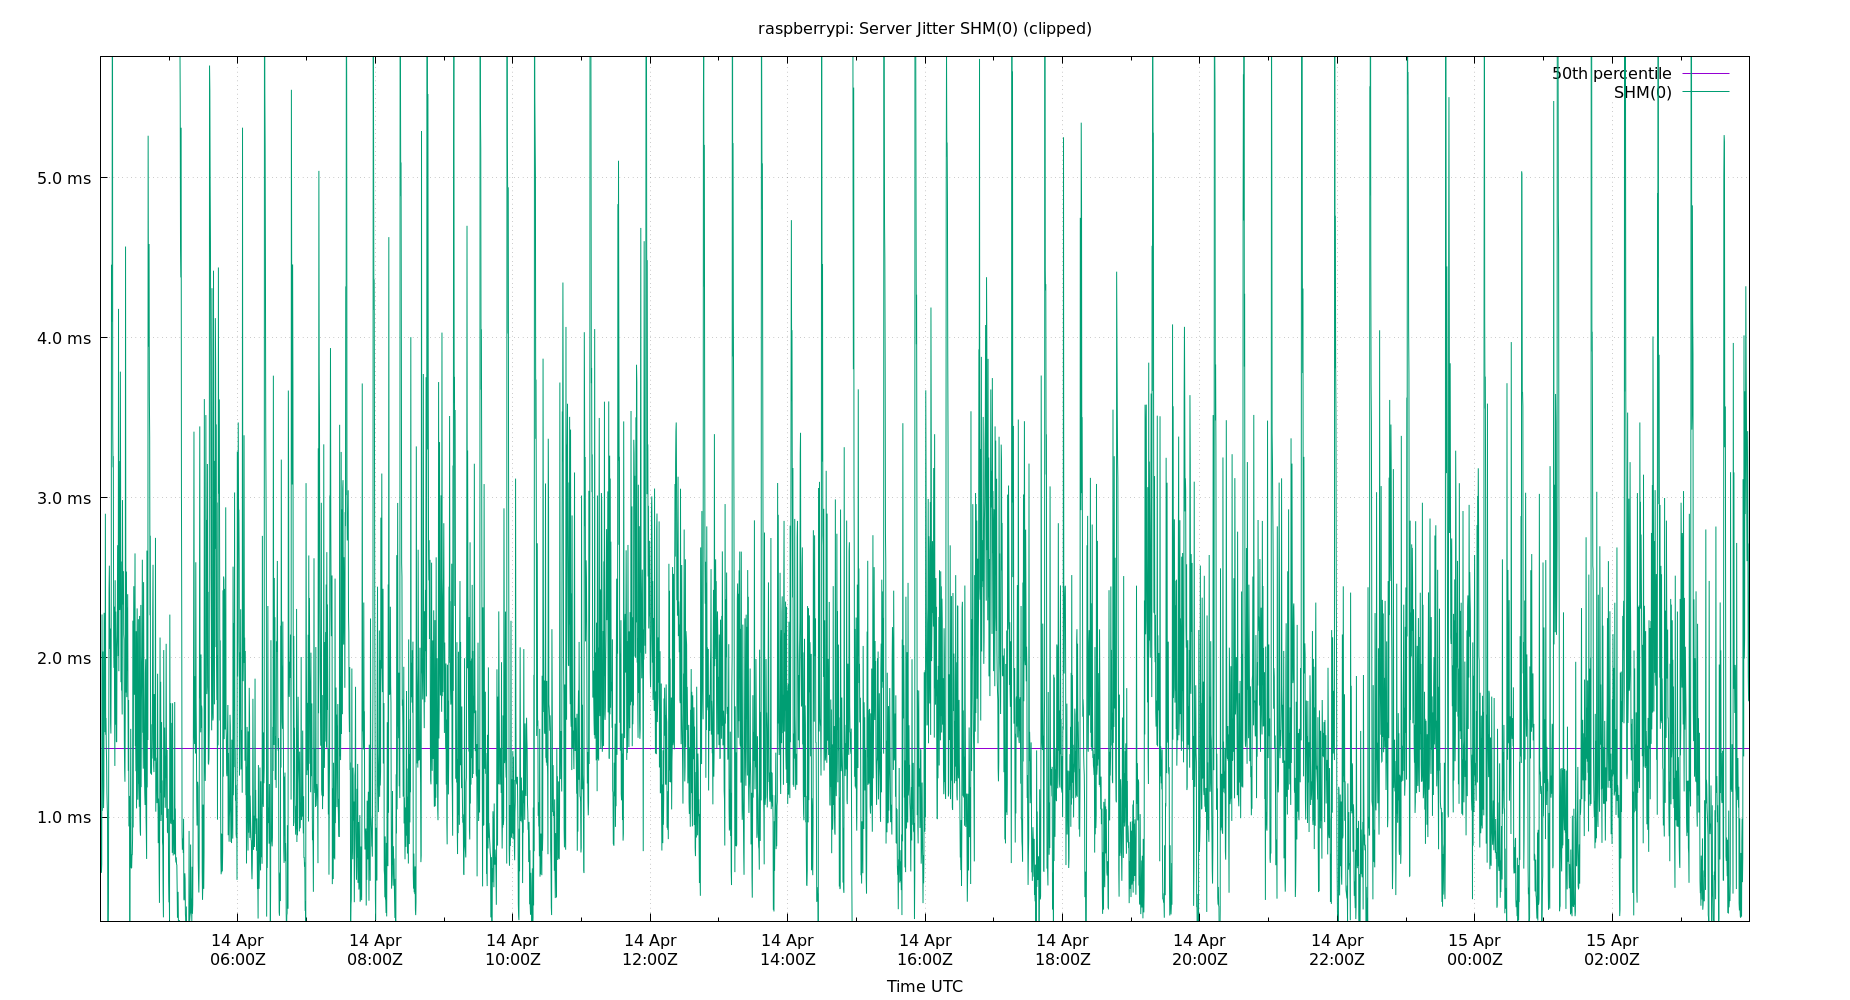 raspberrypi: Server Jitter SHM(0) (clipped)
50th percentile
SHM(0)
5.0 ms
4.0 ms
3.0 ms
2.0 ms
1.0 ms
14 Apr 14 Apr 14 Apr 14 Apr 14 Apr 14 Apr 14 Apr 14 Apr 14 Apr 15 Apr 15 Apr
06:00Z 08:00Z 10:00Z 12:00Z 14:00Z 16:00Z 18:00Z 20:00Z 22:00Z 00:00Z 02:00Z
Time UTC